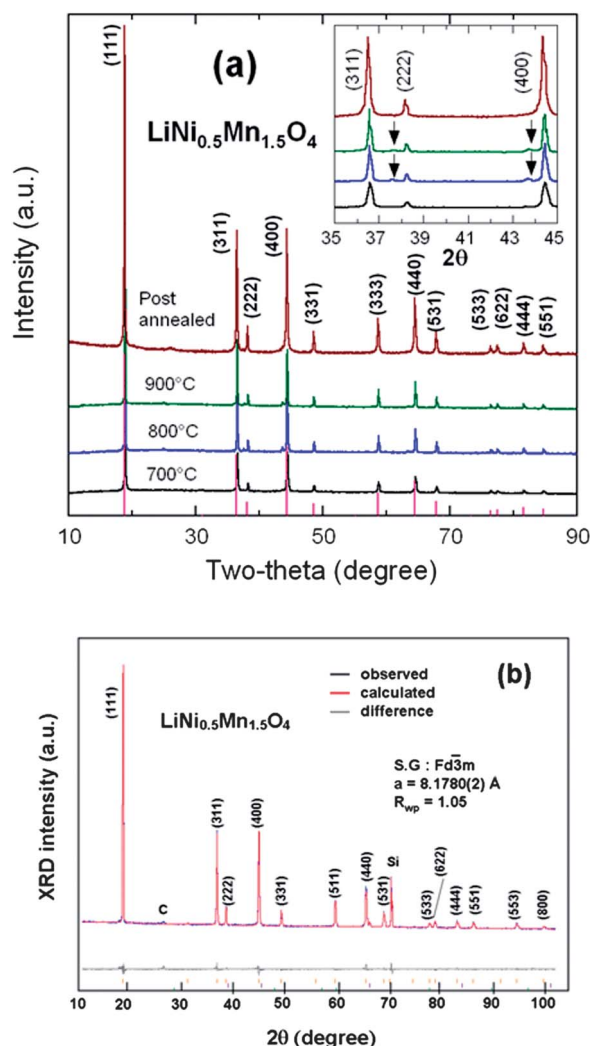 (a)
LiNi0.5Mn1.5O4
(111)
(311)
(222)
(400)
(331)
(333)
(440)
(531)
(533)
(622)
(444)
(551)
Post
annealed
900°C
800°C
700°C
Intensity (a.u.)
10 30 50 70 90
Two-theta (degree)
(311)
(222)
(400)
35 37 39 41 43 45
2θ
(b)
observed
calculated
difference
LiNi0.5Mn1.5O4
S.G : Fd3̅m
a = 8.1780(2) A
Rwp = 1.05
(111)
C
(311)
(222)
(400)
(331)
(511)
(440)
(531)
Si
(533)
(622)
(444)
(551)
(553)
(800)
XRD intensity (a.u.)
10 20 30 40 50 60 70 80 90 100
2θ (degree)